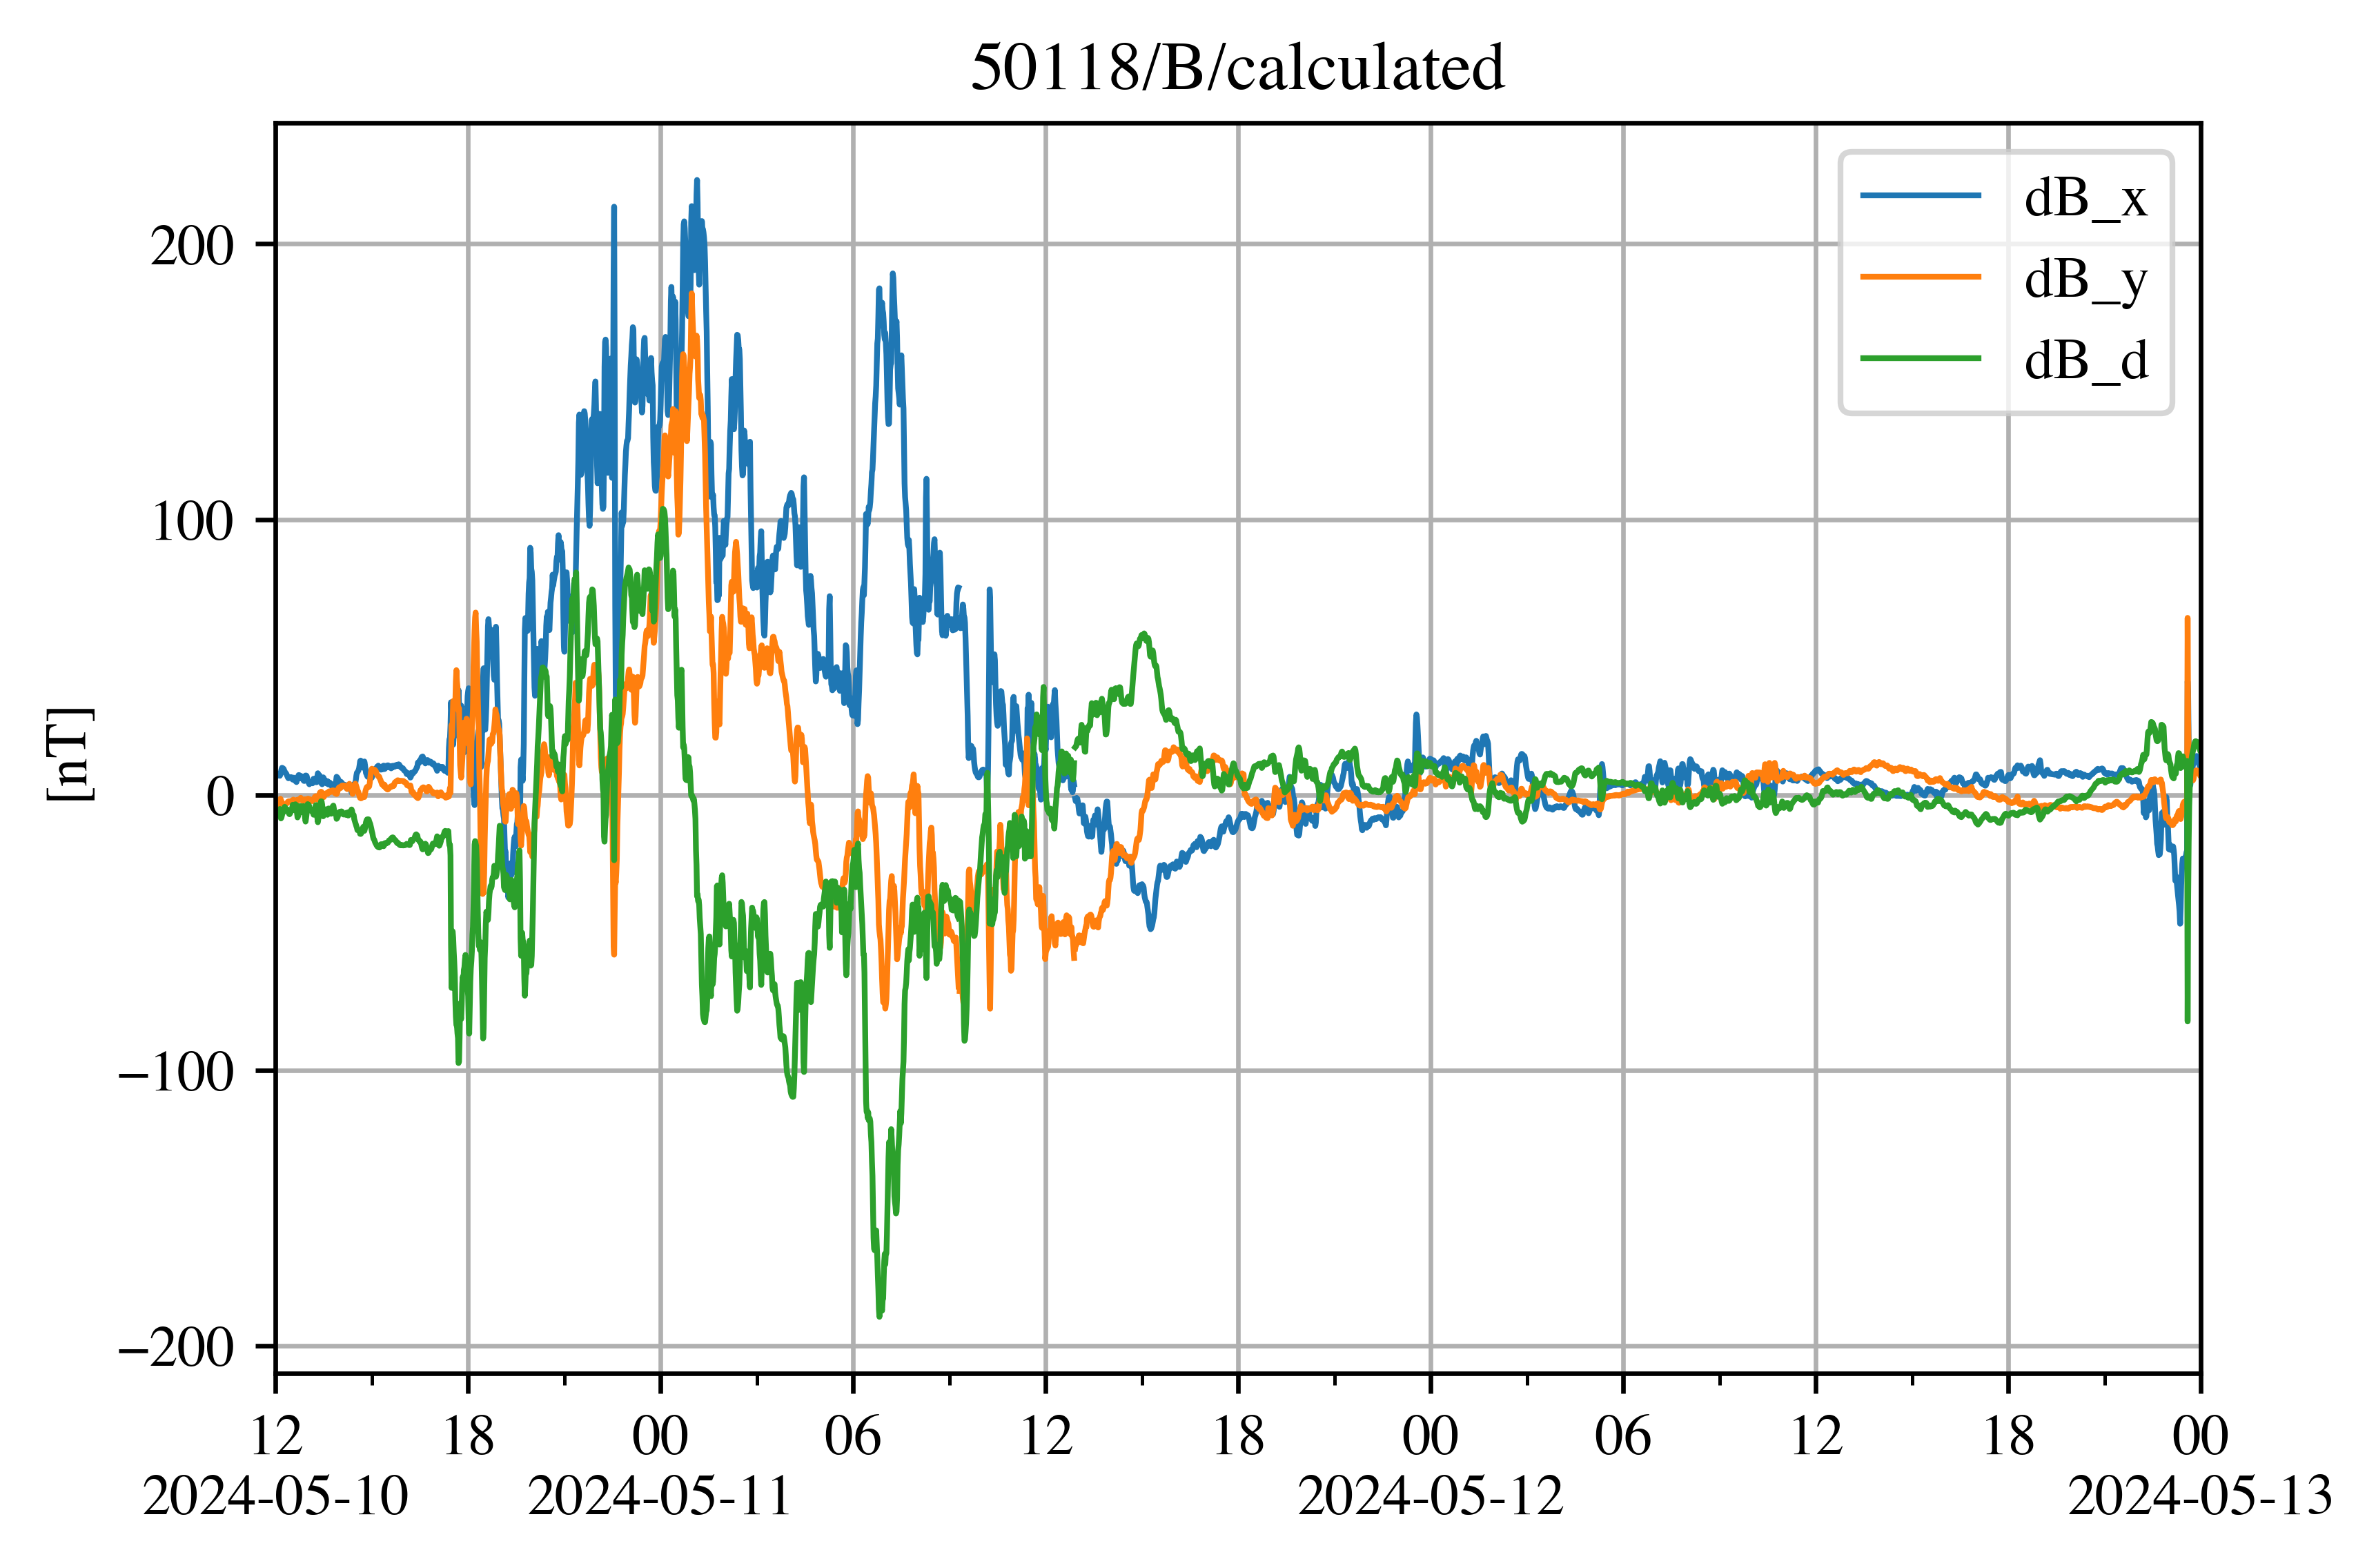 50118/B/calculated
dB_x
dB_y
dB_d
[nT]
200
100
0
−100
−200
12 18 00 06 12 18 00 06 12 18 00
2024-05-10 2024-05-11 2024-05-12 2024-05-13